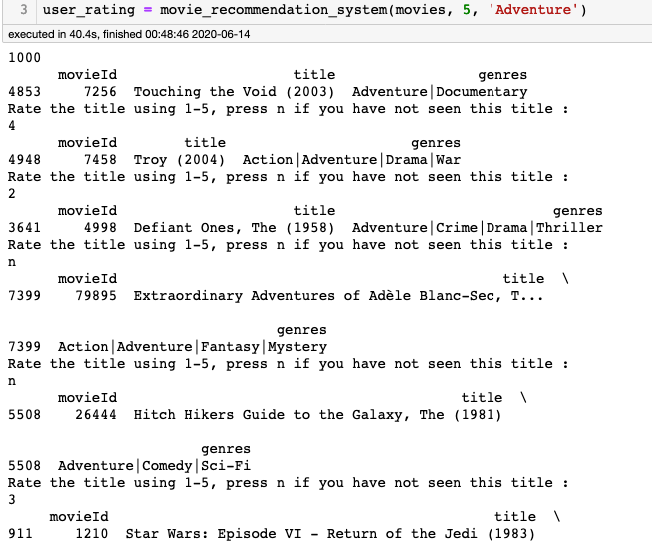 3 user_rating = movie_recommendation_system(movies, 5, 'Adventure')
executed in 40.4s, finished 00:48:46 2020-06-14
1000
movieId title genres
4853 7256 Touching the Void (2003) Adventure|Documentary
Rate the title using 1-5, press n if you have not seen this title :
4
movieId title genres
4948 7458 Troy (2004) Action|Adventure|Drama|War
Rate the title using 1-5, press n if you have not seen this title :
2
movieId title genres
3641 4998 Defiant Ones, The (1958) Adventure|Crime|Drama|Thriller
Rate the title using 1-5, press n if you have not seen this title :
n
movieId title \
7399 79895 Extraordinary Adventures of Adèle Blanc-Sec, T...
genres
7399 Action|Adventure|Fantasy|Mystery
Rate the title using 1-5, press n if you have not seen this title :
n
movieId title \
5508 26444 Hitch Hikers Guide to the Galaxy, The (1981)
genres
5508 Adventure|Comedy|Sci-Fi
Rate the title using 1-5, press n if you have not seen this title :
3
movieId title \
911 1210 Star Wars: Episode VI - Return of the Jedi (1983)